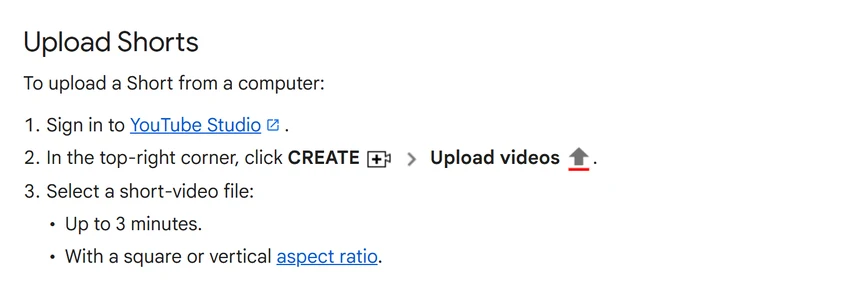 Upload Shorts
To upload a Short from a computer:
1. Sign in to YouTube Studio .
2. In the top-right corner, click CREATE > Upload videos .
3. Select a short-video file:
• Up to 3 minutes.
• With a square or vertical aspect ratio.